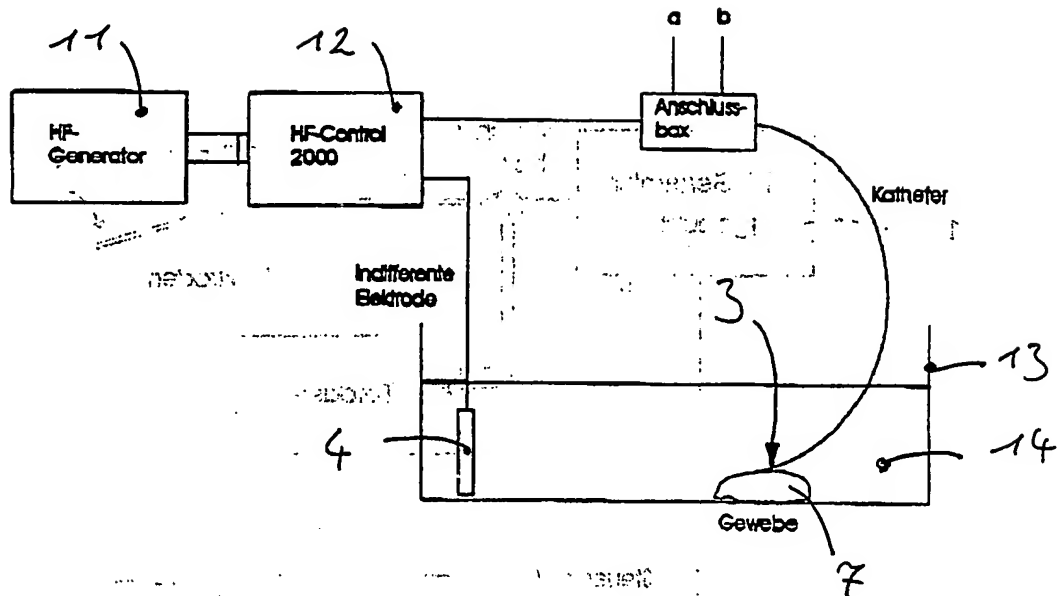 a b
11
12
HF-
Generator
HF-Control
2000
Anschluss-
box
Katheter
Indifferente
Elektrode
3
13
4
14
Gewebe
7